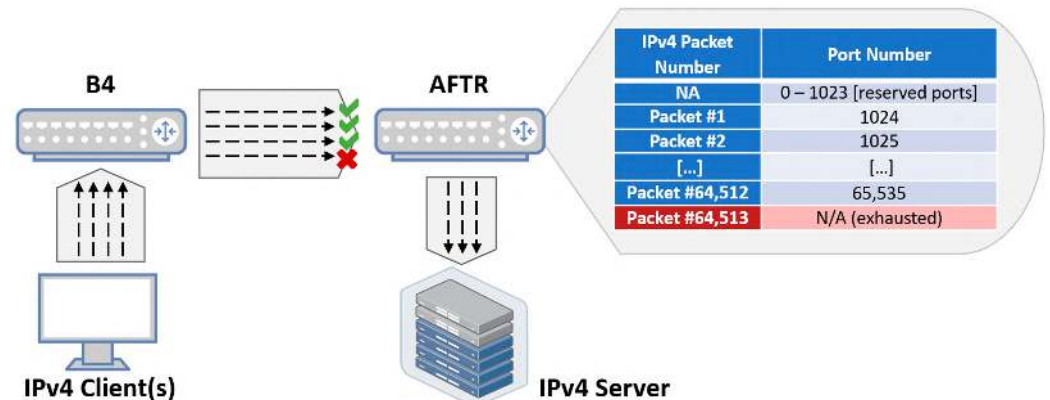 B4
AFTR
IPv4 Client(s)
IPv4 Server
IPv4 Packet
Number
Port Number
NA
0 – 1023 [reserved ports]
Packet #1
1024
Packet #2
1025
[...]
[...]
Packet #64,512
65,535
Packet #64,513
N/A (exhausted)